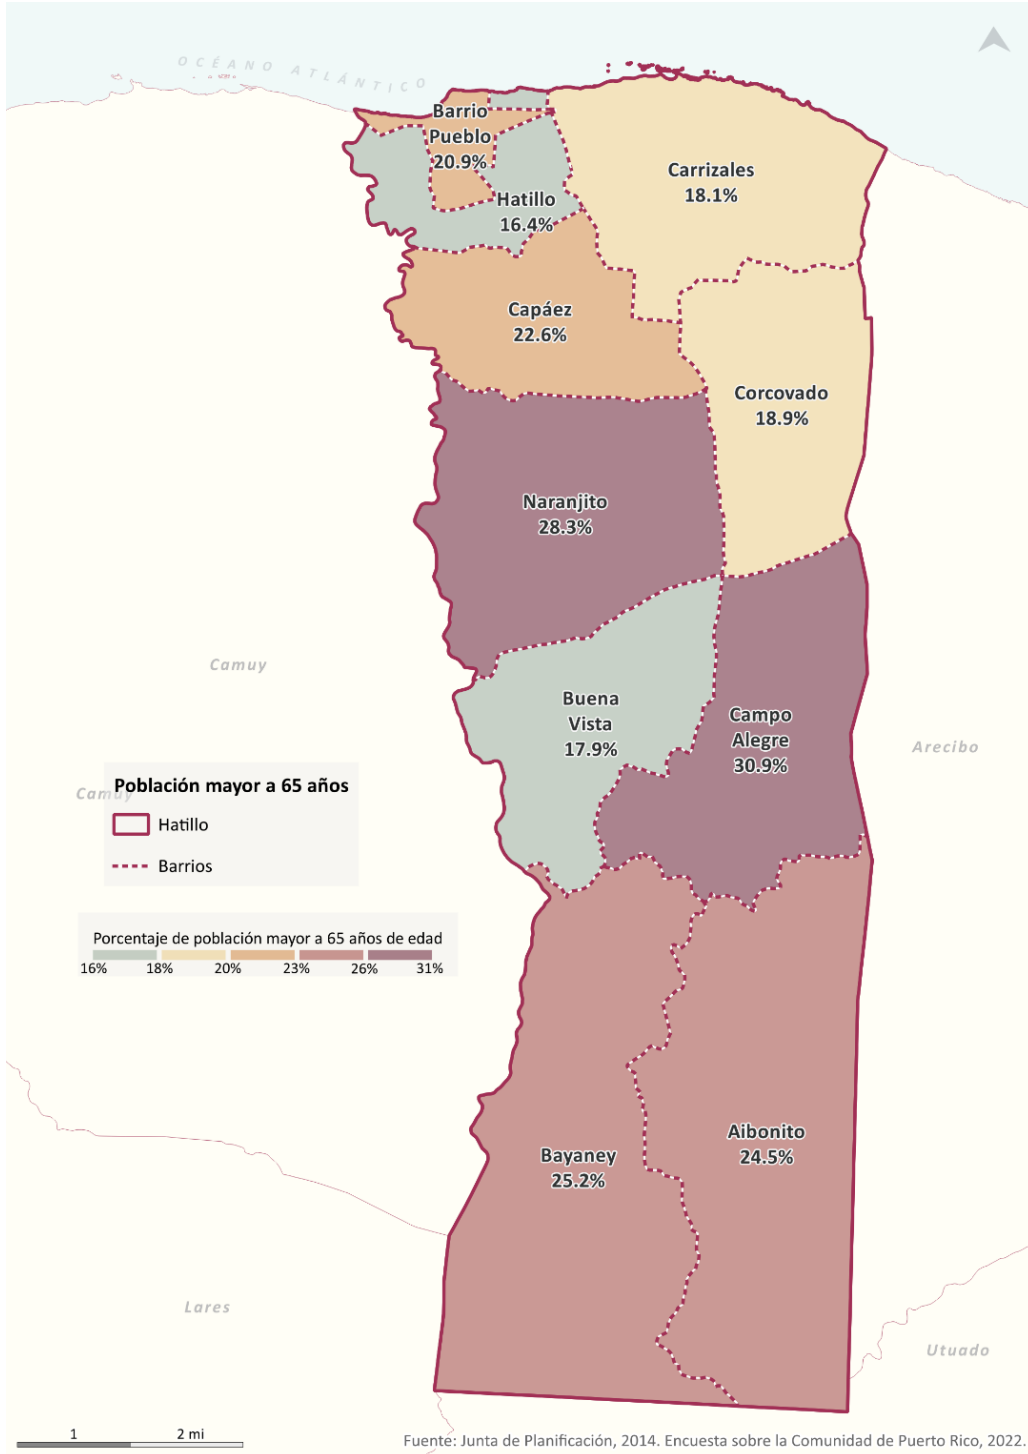 OCÉANO ATLÁNTICO
Barrio
Pueblo
20.9%
Carrizales
18.1%
Hatillo
16.4%
Capáez
22.6%
Corcovado
18.9%
Naranjito
28.3%
Camuy
Buena
Vista
17.9%
Campo
Alegre
30.9%
Arecibo
Población mayor a 65 años
Camuy
Hatillo
Barrios
Porcentaje de población mayor a 65 años de edad
16% 18% 20% 23% 26% 31%
Aibonito
24.5%
Bayaney
25.2%
Lares
Utuado
1 2 mi
Fuente: Junta de Planificación, 2014. Encuesta sobre la Comunidad de Puerto Rico, 2022.